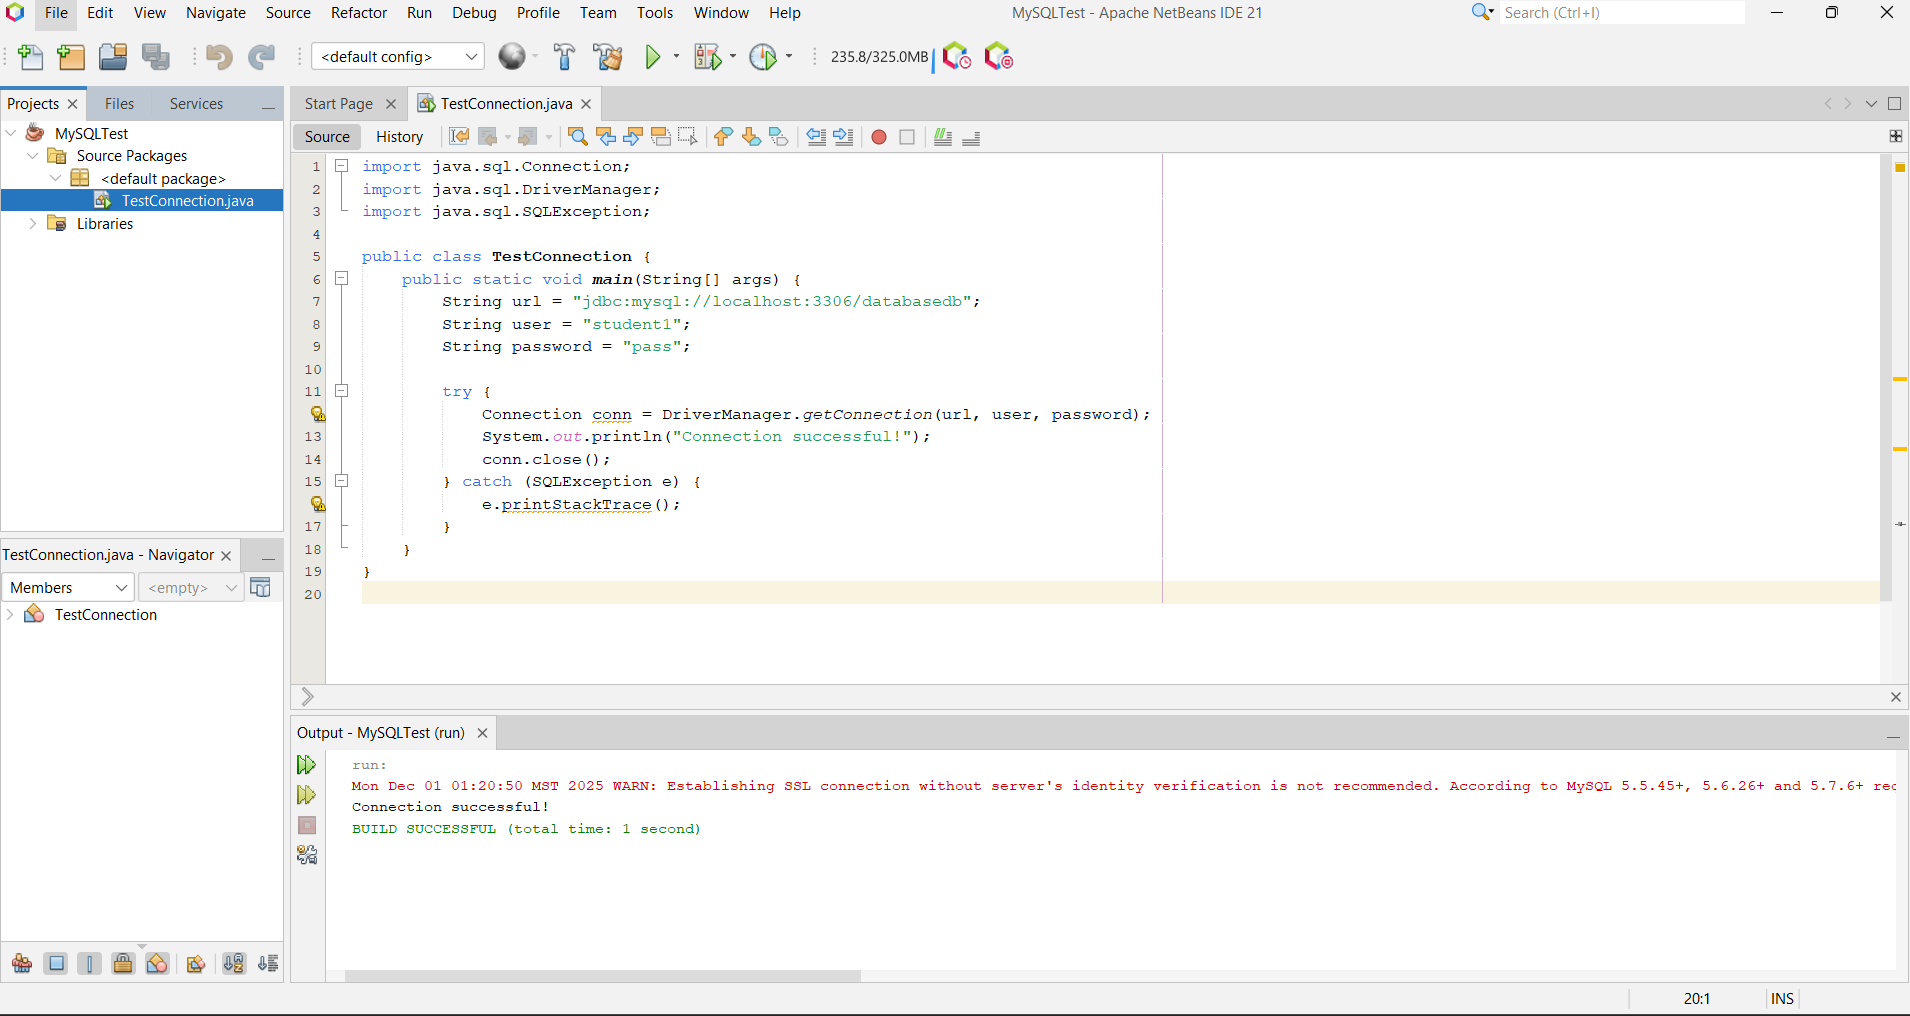 File Edit View Navigate Source Refactor Run Debug Profile Team Tools Window Help
MySQLTest - Apache NetBeans IDE 21
Search (Ctrl+I)
<default config>
235.8/325.0MB
Projects Files Services
MySQLTest
Source Packages
<default package>
TestConnection.java
Libraries
TestConnection.java - Navigator
Members <empty>
TestConnection
Start Page TestConnection.java
Source History
1 import java.sql.Connection;
2 import java.sql.DriverManager;
3 import java.sql.SQLException;
4
5 public class TestConnection {
6 public static void main(String[] args) {
7 String url = "jdbc:mysql://localhost:3306/databasedb";
8 String user = "student1";
9 String password = "pass";
10
11 try {
Connection conn = DriverManager.getConnection(url, user, password);
13 System.out.println("Connection successful!");
14 conn.close();
15 } catch (SQLException e) {
e.printStackTrace();
17 }
18 }
19 }
20
Output - MySQLTest (run)
run:
Mon Dec 01 01:20:50 MST 2025 WARN: Establishing SSL connection without server's identity verification is not recommended. According to MySQL 5.5.45+, 5.6.26+ and 5.7.6+ rec
Connection successful!
BUILD SUCCESSFUL (total time: 1 second)
20:1 INS